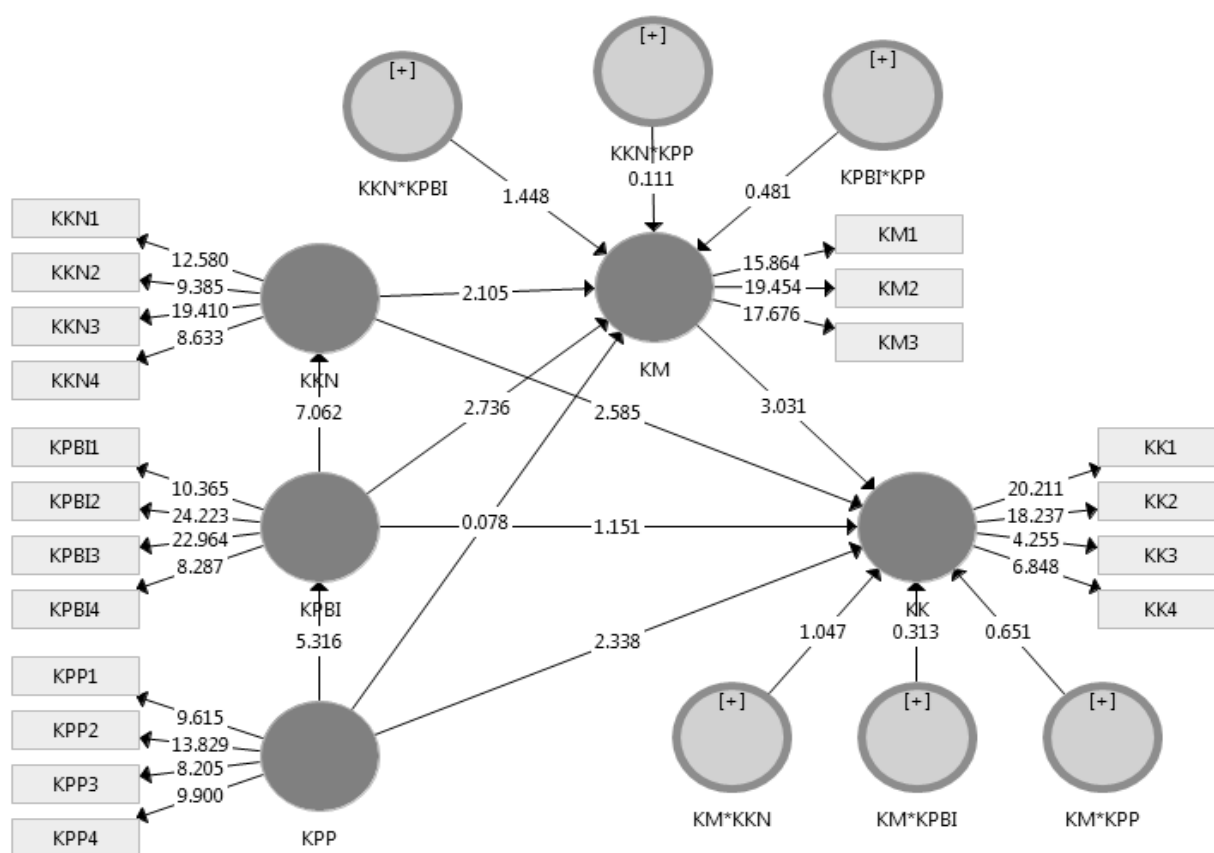 [+]
[+]
[+]
KKN*KPBI
KKN*KPP
KPBI*KPP
1.448
0.111
0.481
KKN1
KKN2
KKN3
KKN4
12.580
9.385
19.410
8.633
KKN
2.105
KM
KM1
KM2
KM3
15.864
19.454
17.676
7.062
2.736
2.585
3.031
KPBI1
KPBI2
KPBI3
KPBI4
10.365
24.223
22.964
8.287
KPBI
0.078
1.151
KK
KK1
KK2
KK3
KK4
20.211
18.237
4.255
6.848
5.316
2.338
1.047
0.313
0.651
KPP1
KPP2
KPP3
KPP4
9.615
13.829
8.205
9.900
KPP
[+]
[+]
[+]
KM*KKN
KM*KPBI
KM*KPP